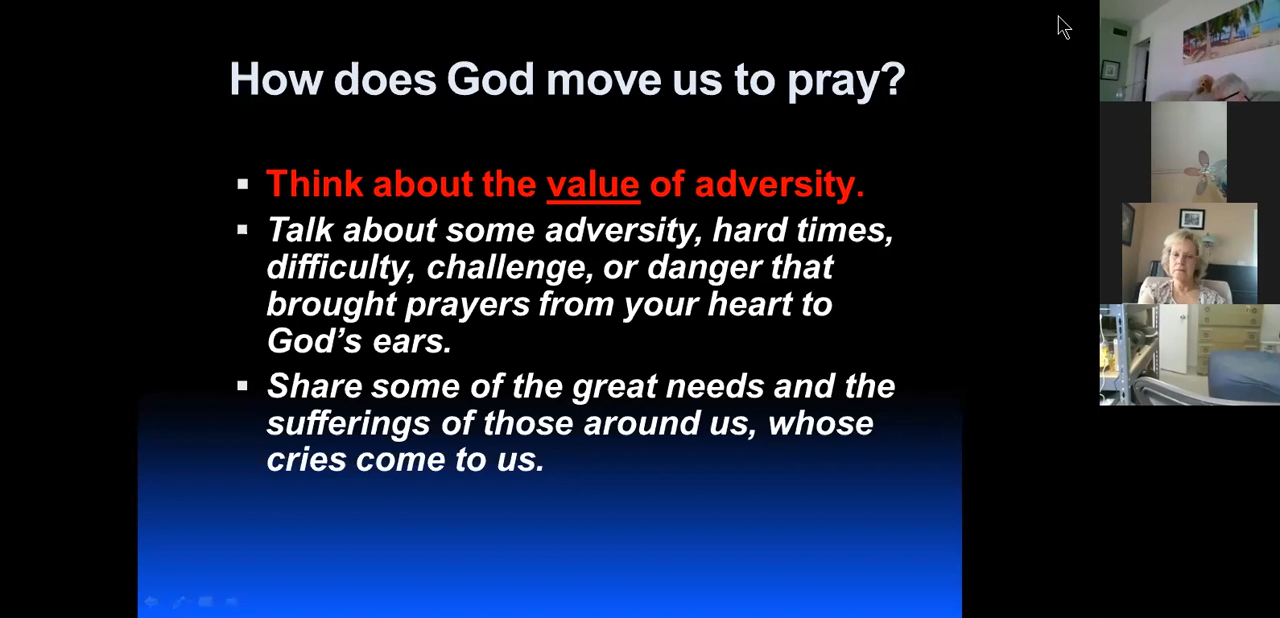 How does God move us to pray?
Think about the value of adversity.
Talk about some adversity, hard times,
difficulty, challenge, or danger that
brought prayers from your heart to
God’s ears.
Share some of the great needs and the
sufferings of those around us, whose
cries come to us.